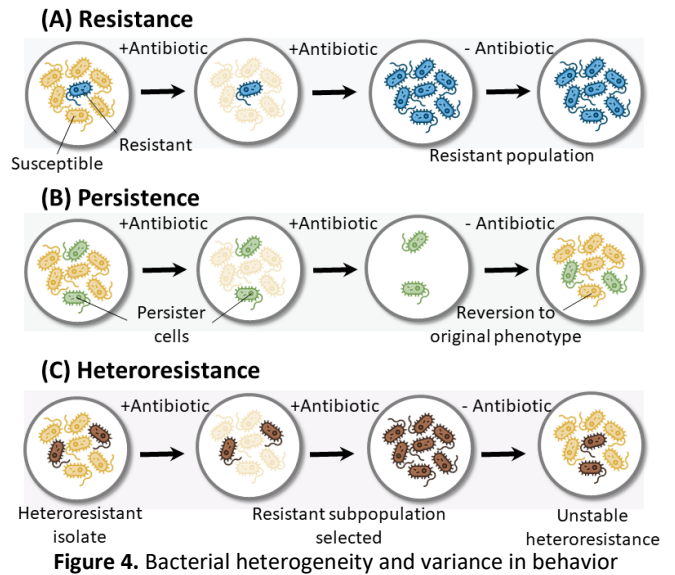 (A) Resistance
+Antibiotic
+Antibiotic
- Antibiotic
Resistant
Susceptible
Resistant population
(B) Persistence
+Antibiotic
+Antibiotic
- Antibiotic
Persister
cells
Reversion to
original phenotype
(C) Heteroresistance
+Antibiotic
+Antibiotic
- Antibiotic
Heteroresistant
isolate
Resistant subpopulation
selected
Unstable
heteroresistance
Figure 4. Bacterial heterogeneity and variance in behavior